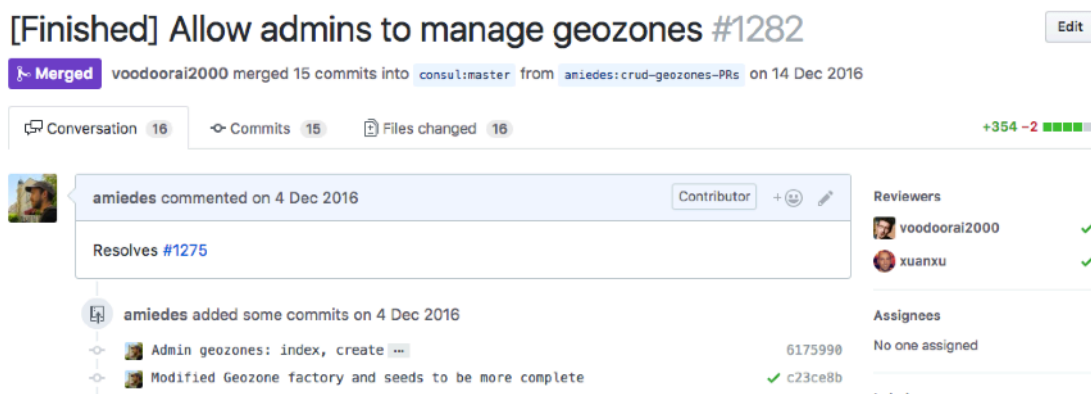 [Finished] Allow admins to manage geozones #1282
Edit
Merged voodoorai2000 merged 15 commits into consul:master from amiedes:crud-geozones-PRs on 14 Dec 2016
Conversation 16 Commits 15 Files changed 16
+354 −2
amiedes commented on 4 Dec 2016
Contributor
Resolves #1275
amiedes added some commits on 4 Dec 2016
Admin geozones: index, create … 6175990
Modified Geozone factory and seeds to be more complete c23ce8b
Reviewers
voodoorai2000
xuanxu
Assignees
No one assigned